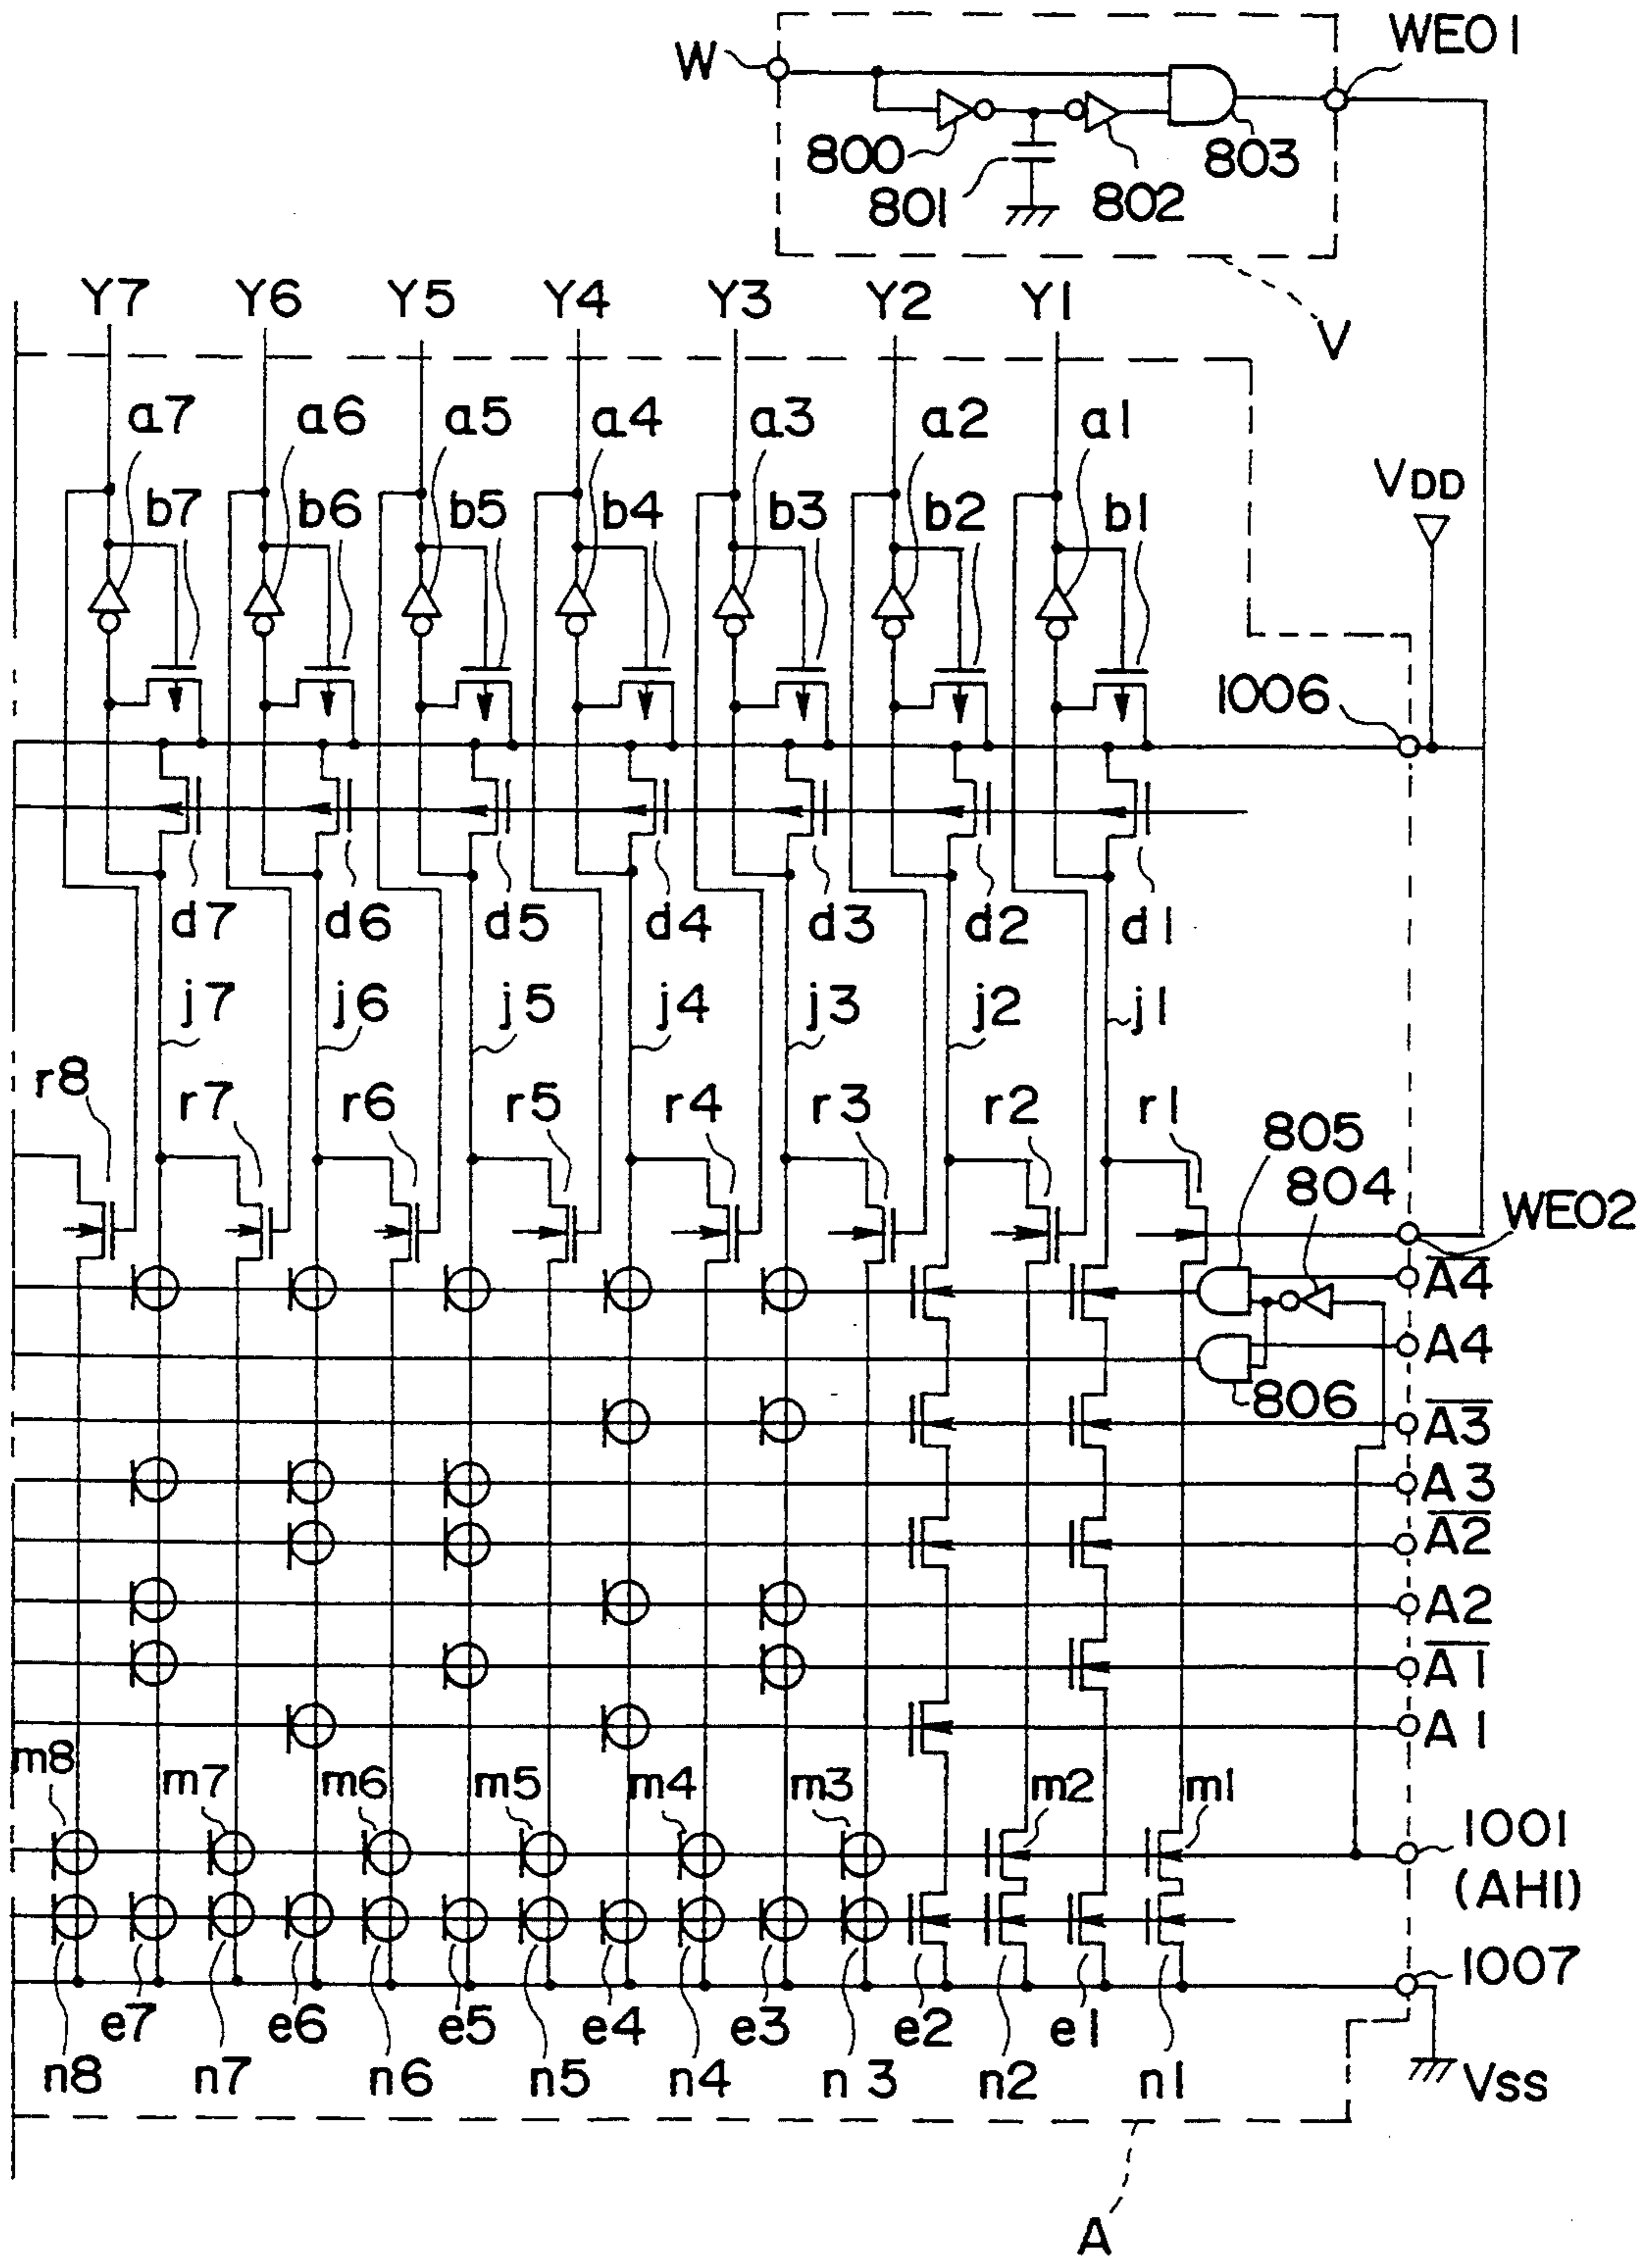 W WE01
800 803
801 802
V
Y7 Y6 Y5 Y4 Y3 Y2 Y1
a7 a6 a5 a4 a3 a2 a1
VDD
b7 b6 b5 b4 b3 b2 b1
1006
d7 d6 d5 d4 d3 d2 d1
j7 j6 j5 j4 j3 j2 j1
r8 r7 r6 r5 r4 r3 r2 r1
805
804
WE02
A̅4̅
A4
806
A̅3̅
A3
A̅2̅
A2
A̅1̅
A1
m8 m7 m6 m5 m4 m3 m2 m1
1001
(AH1)
1007
e7 e6 e5 e4 e3 e2 e1
n8 n7 n6 n5 n4 n3 n2 n1
Vss
A